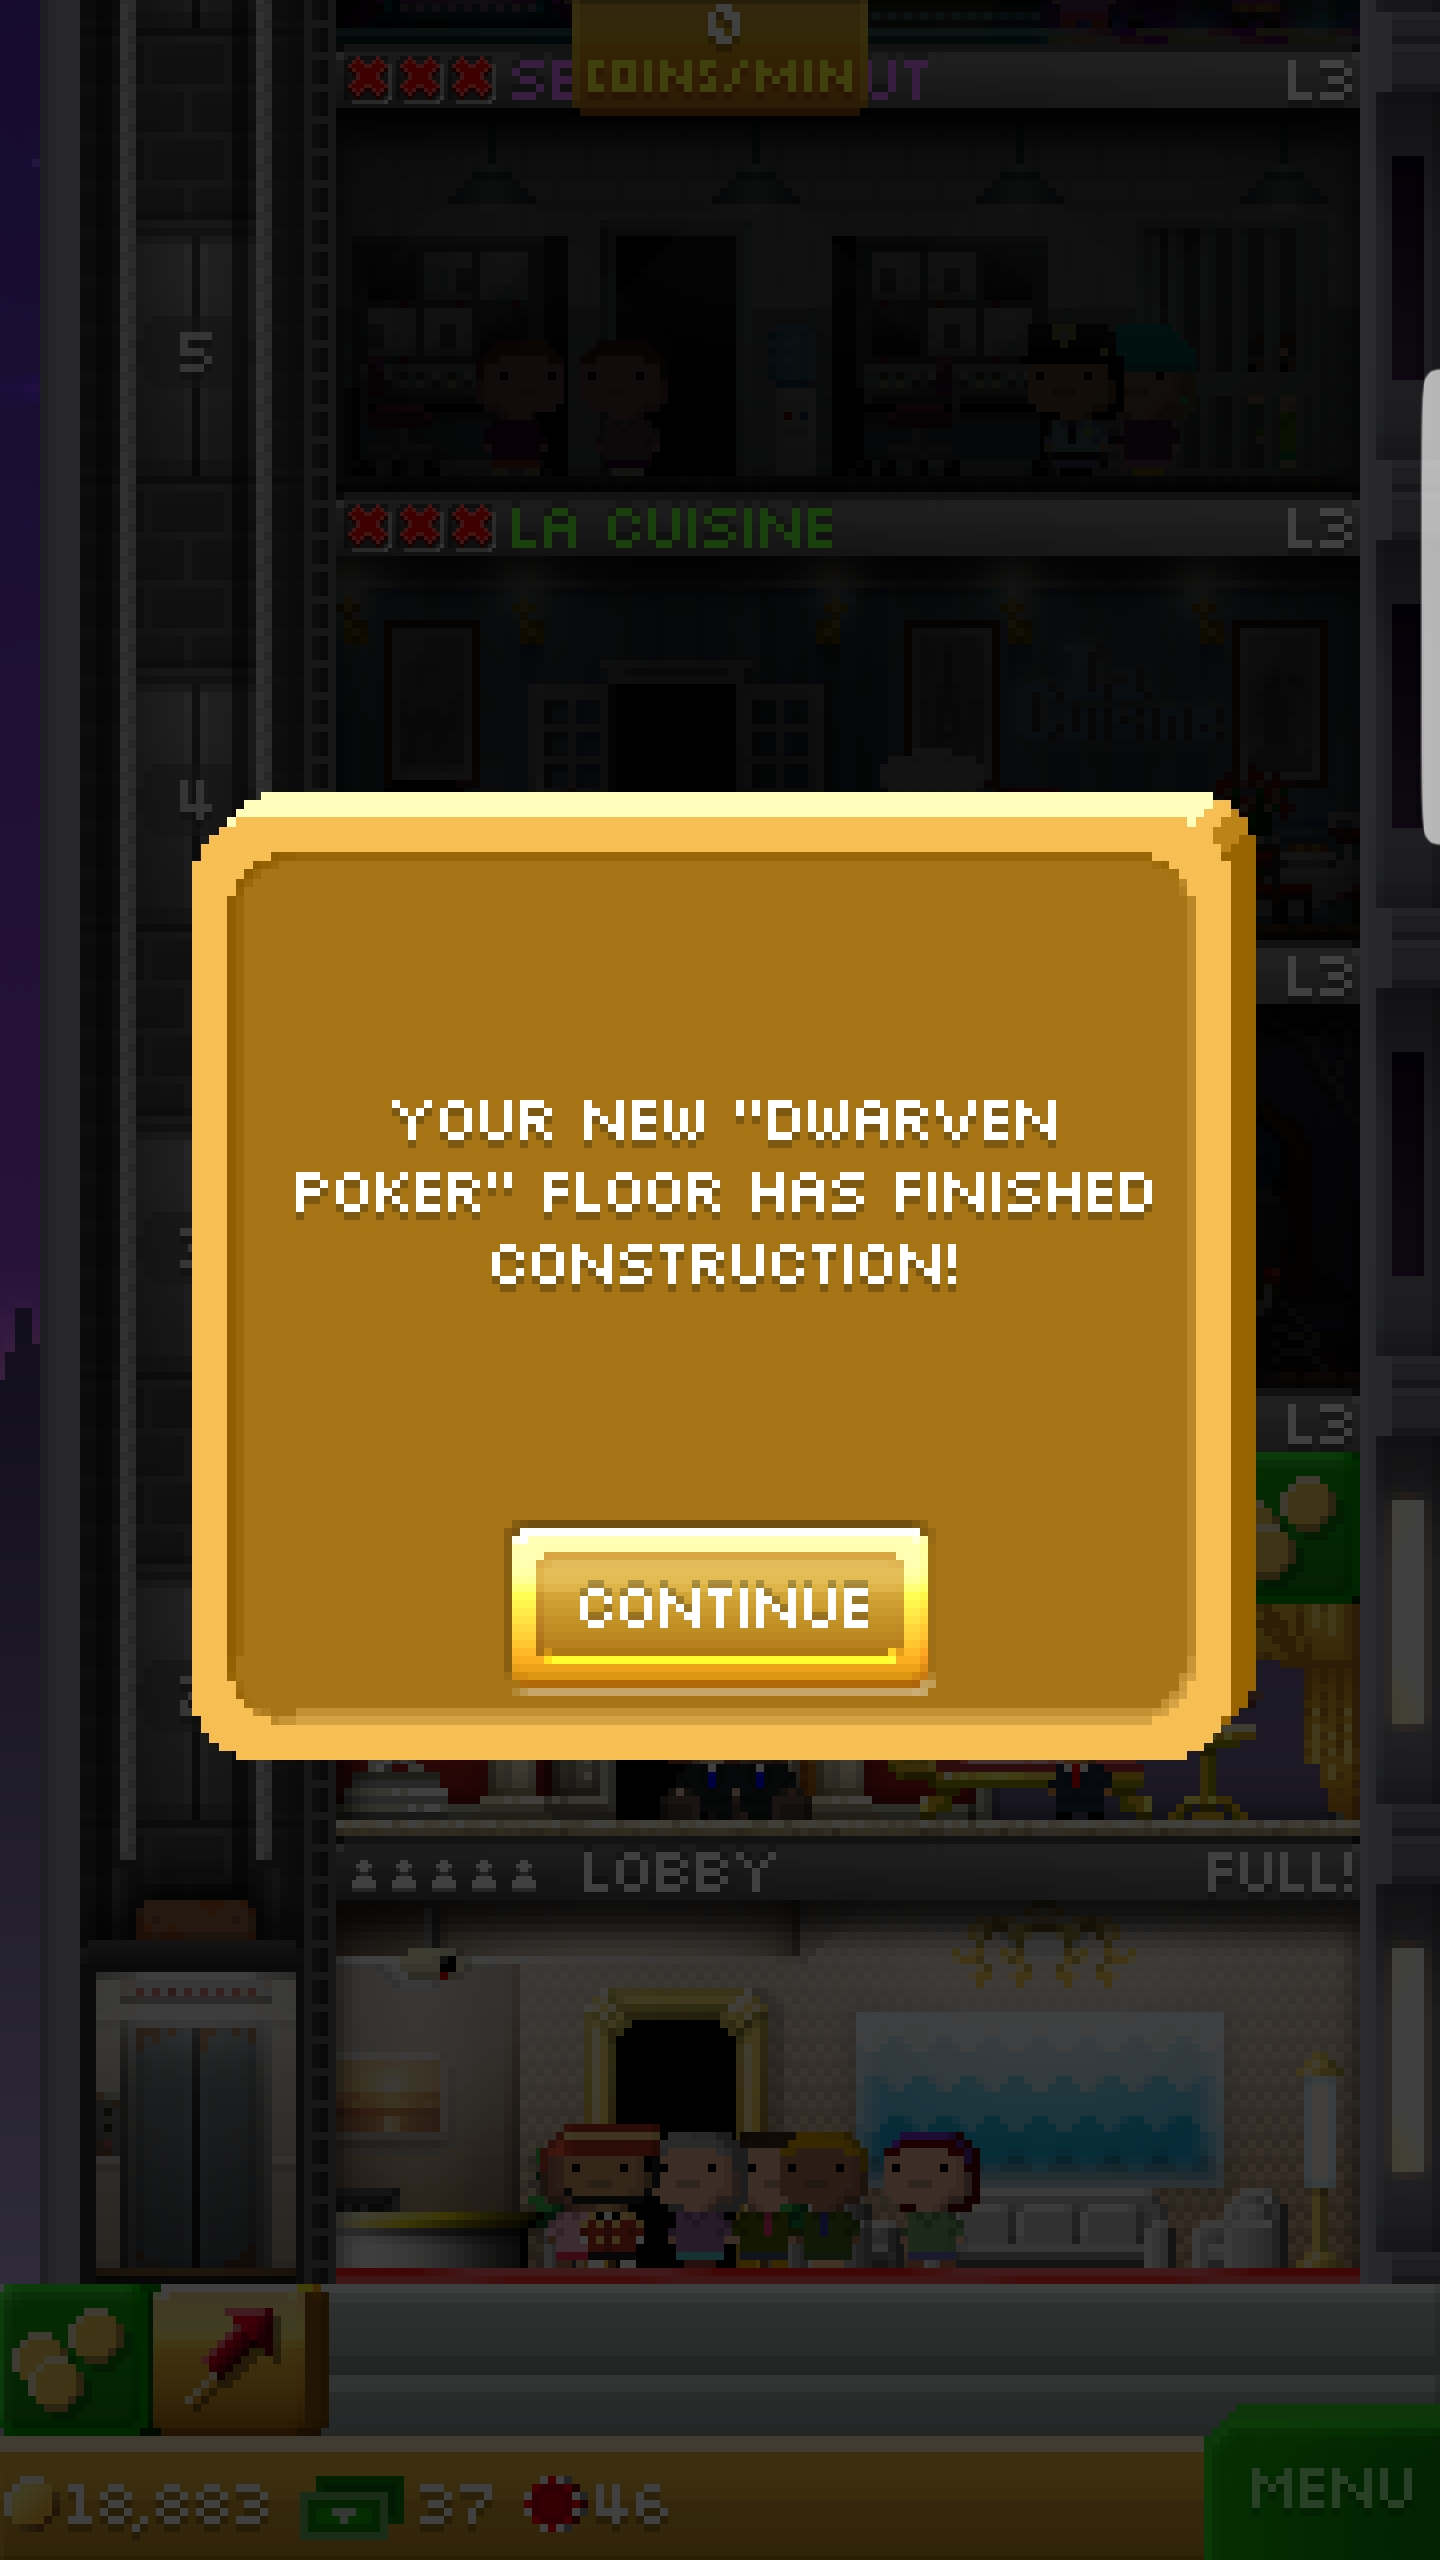 0
COINS/MIN
L3
5
LA CUISINE
L3
4
L3
YOUR NEW "DWARVEN
POKER" FLOOR HAS FINISHED
CONSTRUCTION!
L3
CONTINUE
LOBBY
FULL!
18,883
37
46
MENU